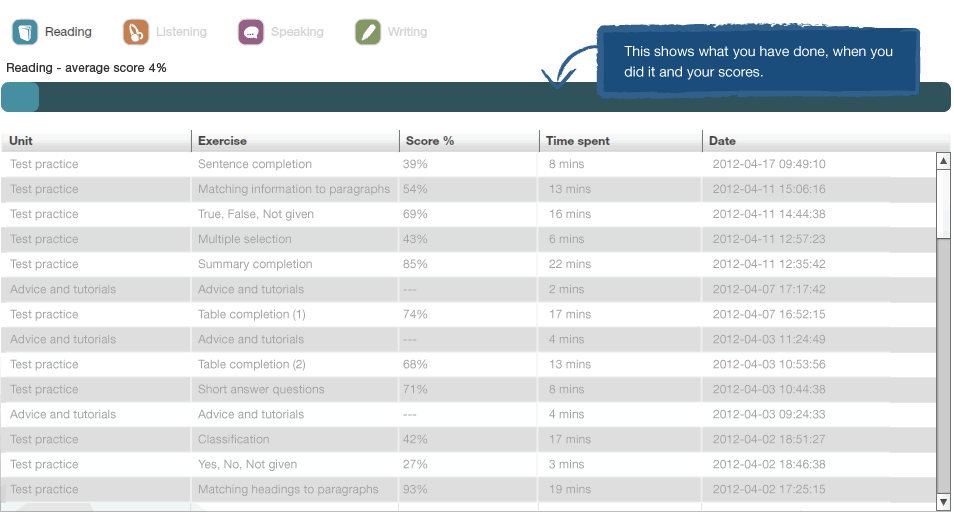 Reading Listening Speaking Writing
Reading - average score 4%
This shows what you have done, when you
did it and your scores.
Unit Exercise Score % Time spent Date
Test practice Sentence completion 39% 8 mins 2012-04-17 09:49:10
Test practice Matching information to paragraphs 54% 13 mins 2012-04-11 15:06:16
Test practice True, False, Not given 69% 16 mins 2012-04-11 14:44:38
Test practice Multiple selection 43% 6 mins 2012-04-11 12:57:23
Test practice Summary completion 85% 22 mins 2012-04-11 12:35:42
Advice and tutorials Advice and tutorials --- 2 mins 2012-04-07 17:17:42
Test practice Table completion (1) 74% 17 mins 2012-04-07 16:52:15
Test practice Advice and tutorials --- 4 mins 2012-04-03 11:24:49
Test practice Table completion (2) 68% 13 mins 2012-04-03 10:53:56
Test practice Short answer questions 71% 8 mins 2012-04-03 10:44:38
Advice and tutorials Advice and tutorials --- 4 mins 2012-04-03 09:24:33
Test practice Classification 42% 17 mins 2012-04-02 18:51:27
Test practice Yes, No, Not given 27% 3 mins 2012-04-02 18:46:38
Test practice Matching headings to paragraphs 93% 19 mins 2012-04-02 17:25:15